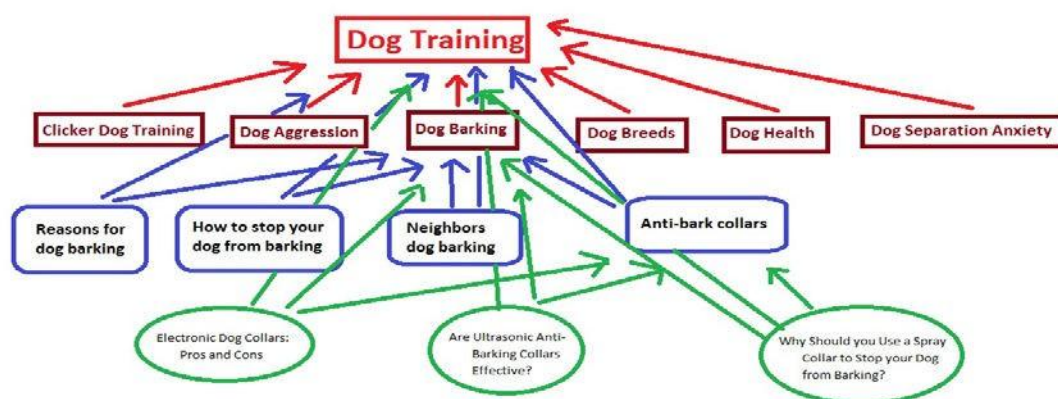 Dog Training
Clicker Dog Training
Dog Aggression
Dog Barking
Dog Breeds
Dog Health
Dog Separation Anxiety
Reasons for
dog barking
How to stop your
dog from barking
Neighbors
dog barking
Anti-bark collars
Electronic Dog Collars:
Pros and Cons
Are Ultrasonic Anti-
Barking Collars
Effective?
Why Should you Use a Spray
Collar to Stop your Dog
from Barking?